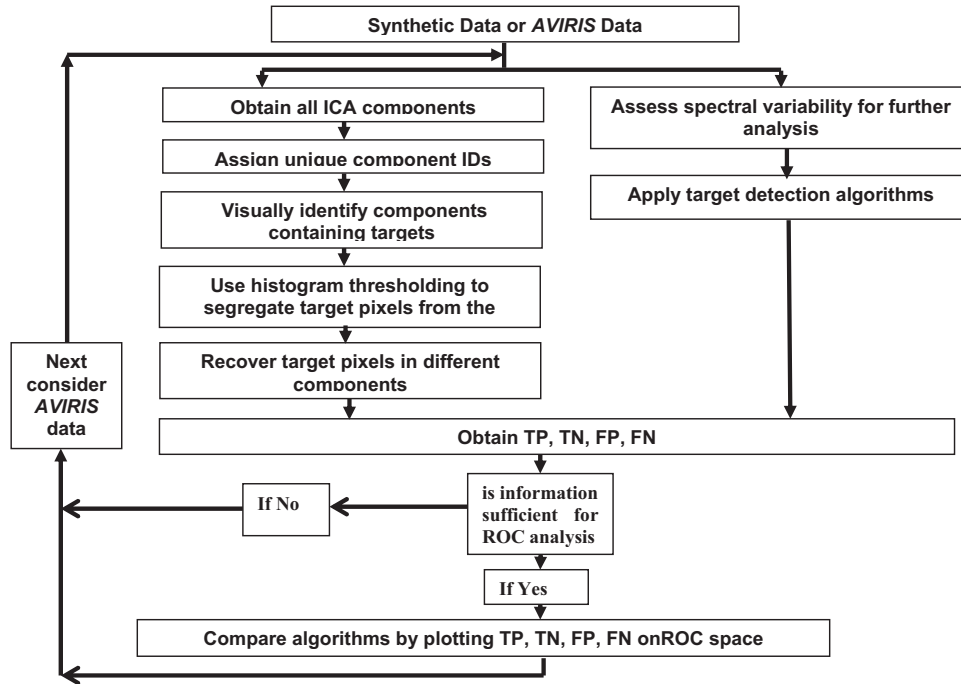 Synthetic Data or AVIRIS Data
Obtain all ICA components
Assign unique component IDs
Visually identify components
containing targets
Use histogram thresholding to
segregate target pixels from the
Recover target pixels in different
components
Assess spectral variability for further
analysis
Apply target detection algorithms
Next
consider
AVIRIS
data
Obtain TP, TN, FP, FN
is information
sufficient for
ROC analysis
If No
If Yes
Compare algorithms by plotting TP, TN, FP, FN onROC space